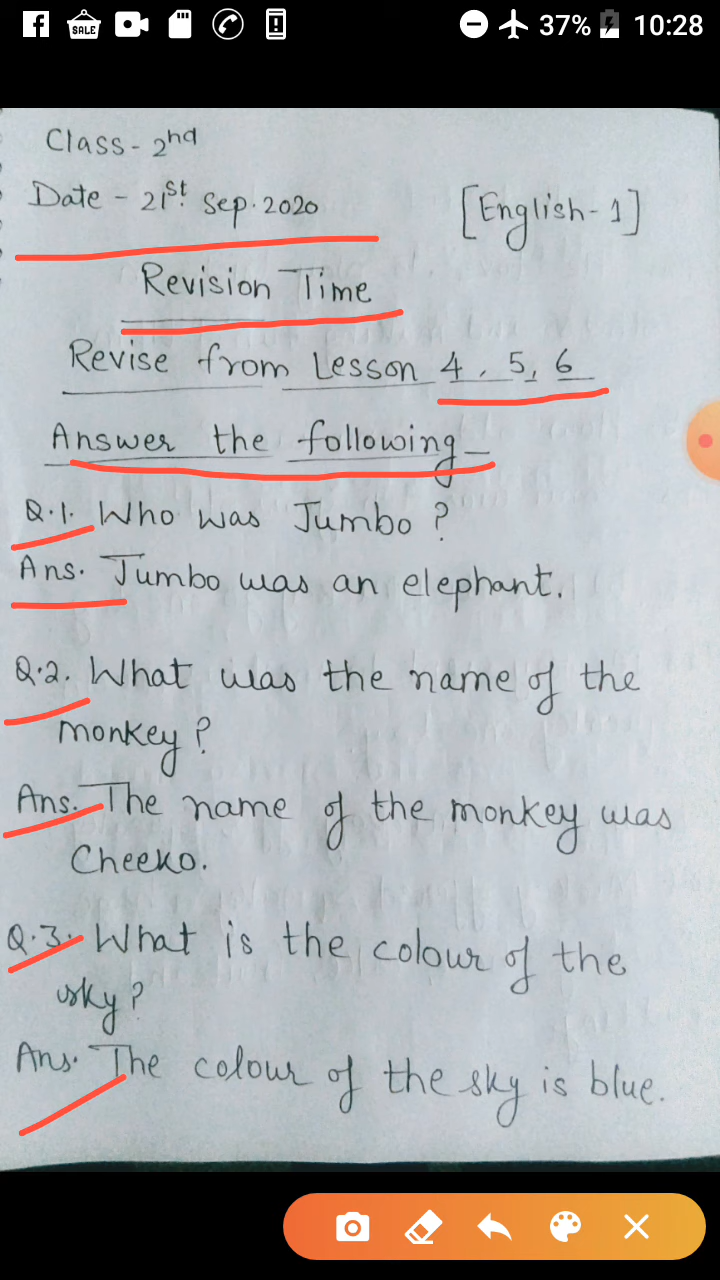 SALE
37%
10:28
Class - 2nd
Date - 21st Sep. 2020
[English-1]
Revision Time
Revise from Lesson 4, 5, 6
Answer the following -
Q.1. Who was Jumbo ?
Ans. Jumbo was an elephant.
Q.2. What was the name of the
monkey ?
Ans. The name of the monkey was
Cheeko.
Q.3. What is the colour of the
sky ?
Ans. The colour of the sky is blue.